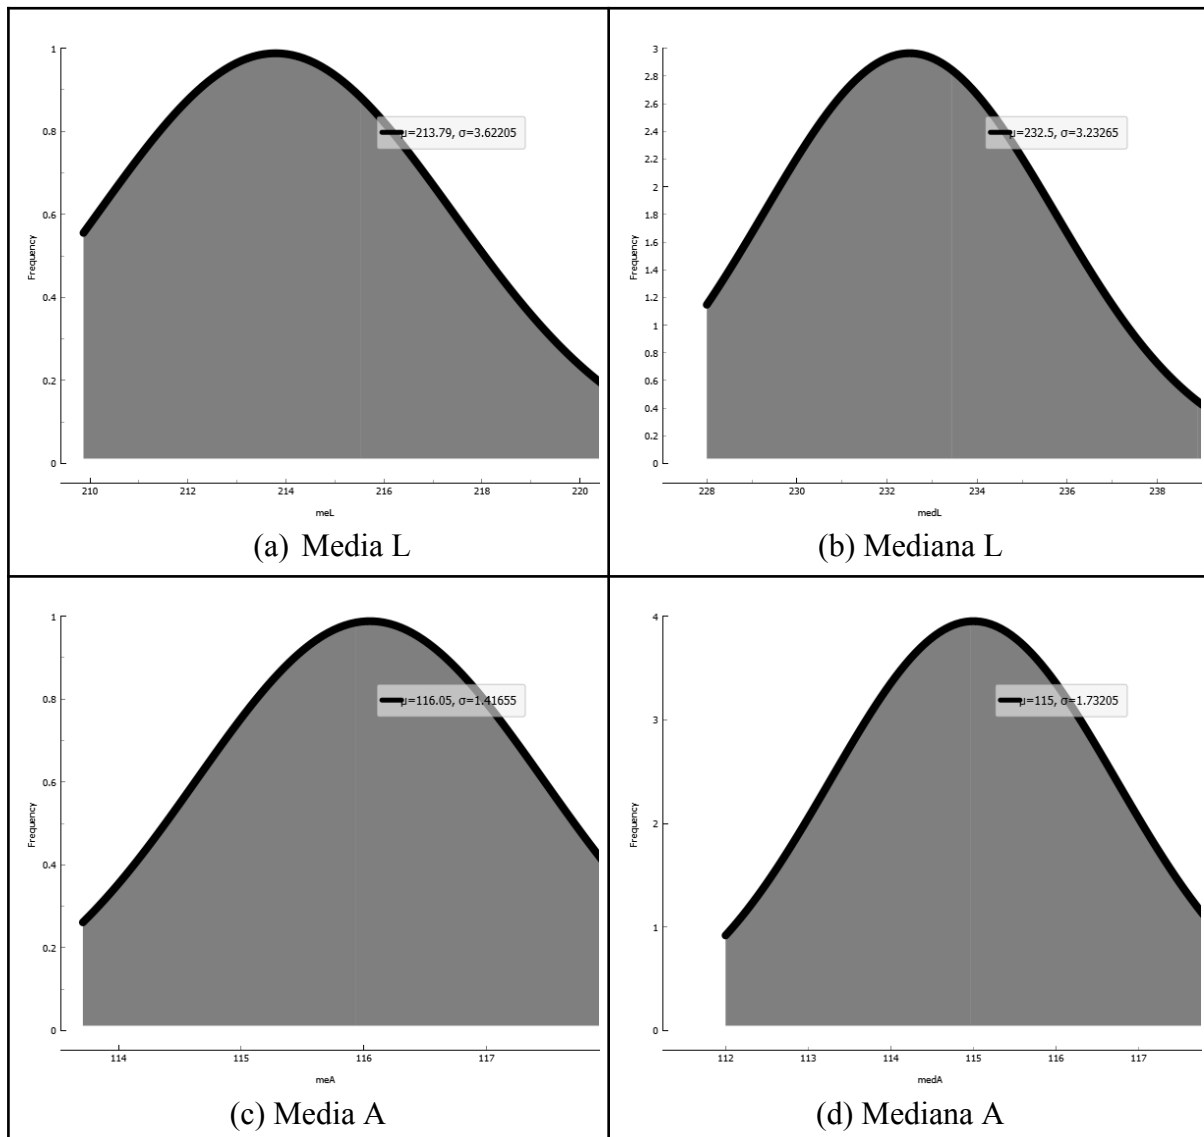 1
0.8
0.6
0.4
0.2
0
Frequency
μ=213.79, σ=3.62205
210 212 214 216 218 220
meL
(a) Media L
3
2.8
2.6
2.4
2.2
2
1.8
1.6
1.4
1.2
1
0.8
0.6
0.4
0.2
0
Frequency
μ=232.5, σ=3.23265
228 230 232 234 236 238
medL
(b) Mediana L
1
0.8
0.6
0.4
0.2
0
Frequency
μ=116.05, σ=1.41655
114 115 116 117
meA
(c) Media A
4
3
2
1
0
Frequency
μ=115, σ=1.73205
112 113 114 115 116 117
medA
(d) Mediana A